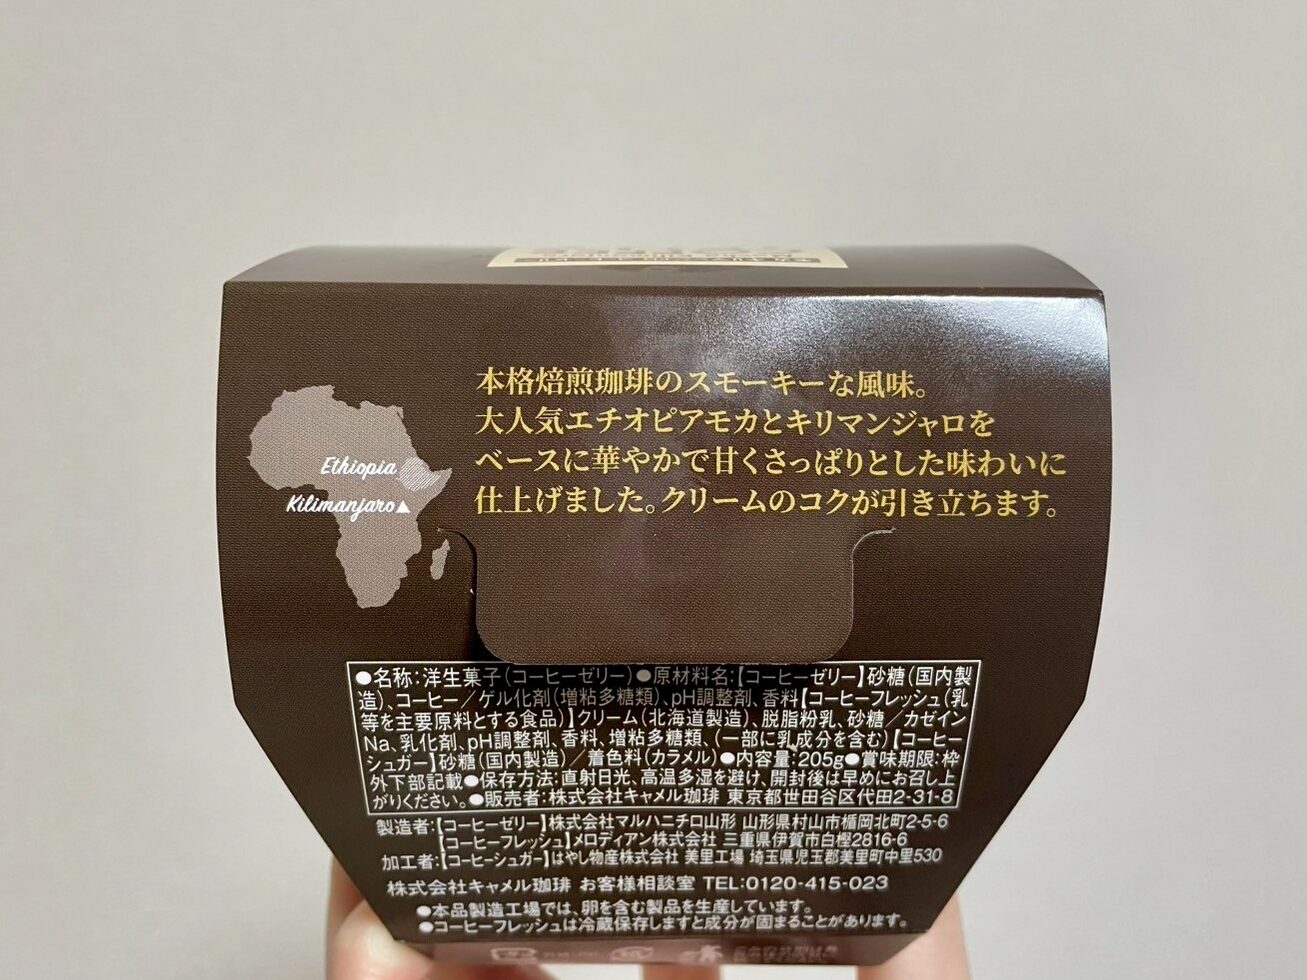 本格焙煎珈琲のスモーキーな風味。
大人気エチオピアモカとキリマンジャロを
ベースに華やかで甘くさっぱりとした味わいに
仕上げました。クリームのコクが引き立ちます。
Ethiopia
Kilimanjaro▲
●名称:洋生菓子(コーヒーゼリー)●原材料名:【コーヒーゼリー】砂糖(国内製
造)、コーヒー/ゲル化剤(増粘多糖類)、pH調整剤、香料【コーヒーフレッシュ(乳
等を主要原料とする食品)】クリーム(北海道製造)、脱脂粉乳、砂糖/カゼイン
Na、乳化剤、pH調整剤、香料、増粘多糖類、(一部に乳成分を含む)【コーヒー
シュガー】砂糖(国内製造)/着色料(カラメル)●内容量:205g●賞味期限:枠
外下部記載●保存方法:直射日光、高温多湿を避け、開封後は早めにお召し上
がりください。●販売者:株式会社キャメル珈琲 東京都世田谷区代田2-31-8
製造者:【コーヒーゼリー】株式会社マルハニチロ山形 山形県村山市楯岡北町2-5-6
【コーヒーフレッシュ】メロディアン株式会社 三重県伊賀市白樫2816-6
加工者:【コーヒーシュガー】はやし物産株式会社 美里工場 埼玉県児玉郡美里町中里530
株式会社キャメル珈琲 お客様相談室 TEL:0120-415-023
●本品製造工場では、卵を含む製品を生産しています。
●コーヒーフレッシュは冷蔵保存しますと成分が固まることがあります。